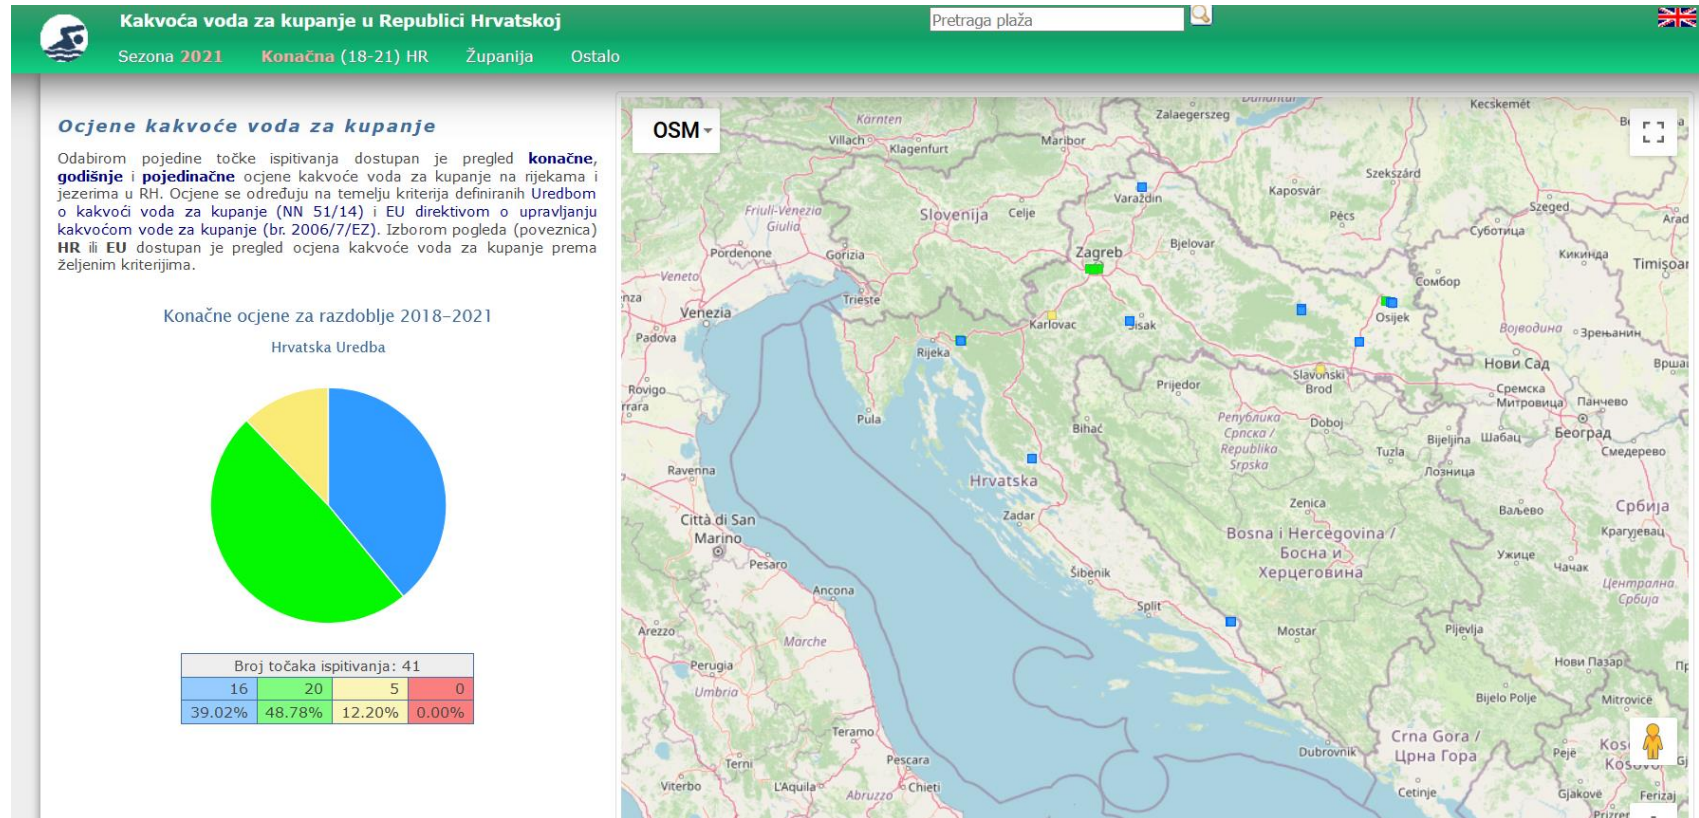 Kakvoća voda za kupanje u Republici Hrvatskoj
Pretraga plaža
Sezona 2021 Konačna (18-21) HR Županija Ostalo
Ocjene kakvoće voda za kupanje
Odabirom pojedine točke ispitivanja dostupan je pregled konačne,
godišnje i pojedinačne ocjene kakvoće voda za kupanje na rijekama i
jezerima u RH. Ocjene se određuju na temelju kriterija definiranih Uredbom
o kakvoći voda za kupanje (NN 51/14) i EU direktivom o upravljanju
kakvoćom vode za kupanje (br. 2006/7/EZ). Izborom pogleda (poveznica)
HR ili EU dostupan je pregled ocjena kakvoće voda za kupanje prema
željenim kriterijima.
Konačne ocjene za razdoblje 2018-2021
Hrvatska Uredba
Broj točaka ispitivanja: 41
16 20 5 0
39.02% 48.78% 12.20% 0.00%
OSM
Kärnten
Villach
Klagenfurt
Maribor
Zalaegerszeg
Kecskemét
Szekszárd
Varaždin
Kaposvár
Friuli-Venezia
Giulia
Slovenija
Celje
Pécs
Szeged
Arad
Суботица
Pordenone
Gorizia
Zagreb
Bjelovar
Кикинда
Timișoar
Veneto
Сомбор
Trieste
Venezia
Karlovac
Sisak
Osijek
Војводина
Зрењанин
Padova
Rijeka
Нови Сад
Slavonski
Brod
Rovigo
Prijedor
Сремска
Митровица
Панчево
Pula
Bihać
Република
Српска /
Republika
Srpska
Doboj
Bijeljina
Шабац
Београд
Tuzla
Смедерево
Ravenna
Hrvatska
Лозница
Zenica
Србија
Città di San
Marino
Zadar
Ваљево
Bosna i Hercegovina /
Босна и
Херцеговина
Крагујевац
Pesaro
Šibenik
Ужице
Чачак
Ancona
Split
Централна
Србија
Arezzo
Marche
Mostar
Pljevlja
Perugia
Нови Пазар
Umbria
Bijelo Polje
Mitrovicë
Teramo
Dubrovnik
Crna Gora /
Црна Гора
Pejë
Terni
Pescara
Viterbo
L'Aquila
Abruzzo
Chieti
Cetinje
Gjakovë
Ferizaj